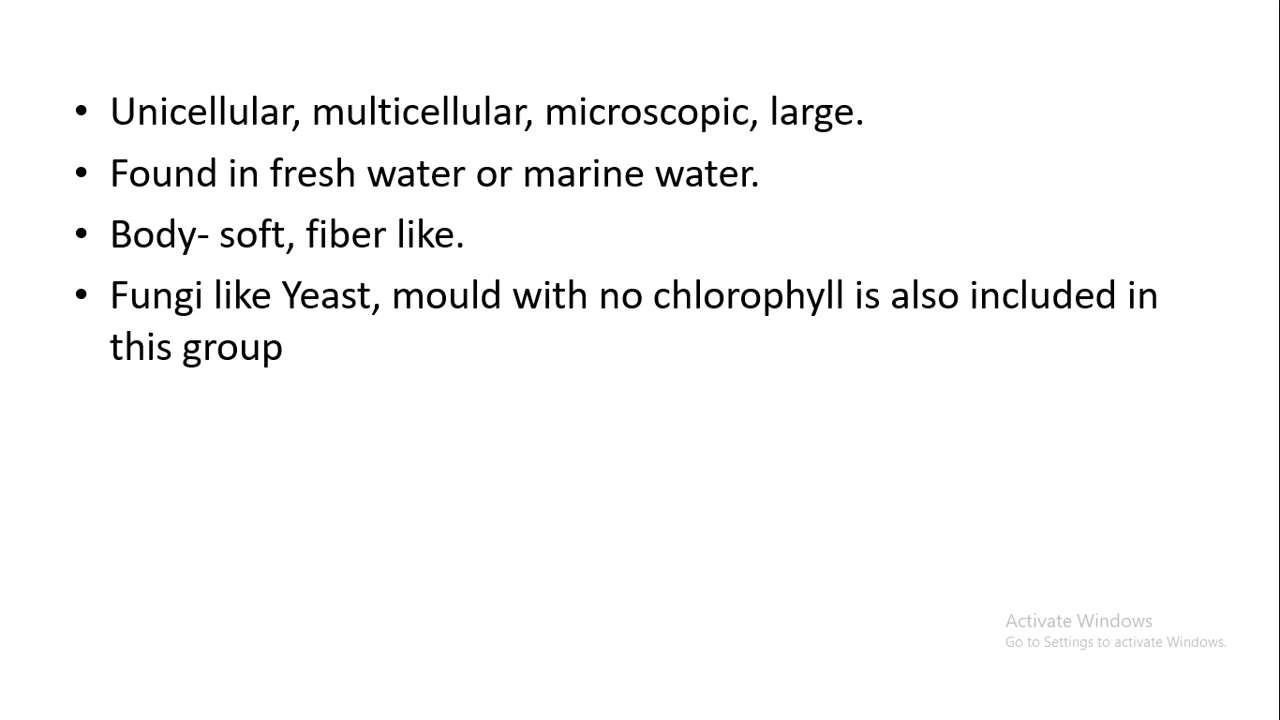 • Unicellular, multicellular, microscopic, large.
• Found in fresh water or marine water.
• Body- soft, fiber like.
• Fungi like Yeast, mould with no chlorophyll is also included in
this group
Activate Windows
Go to Settings to activate Windows.